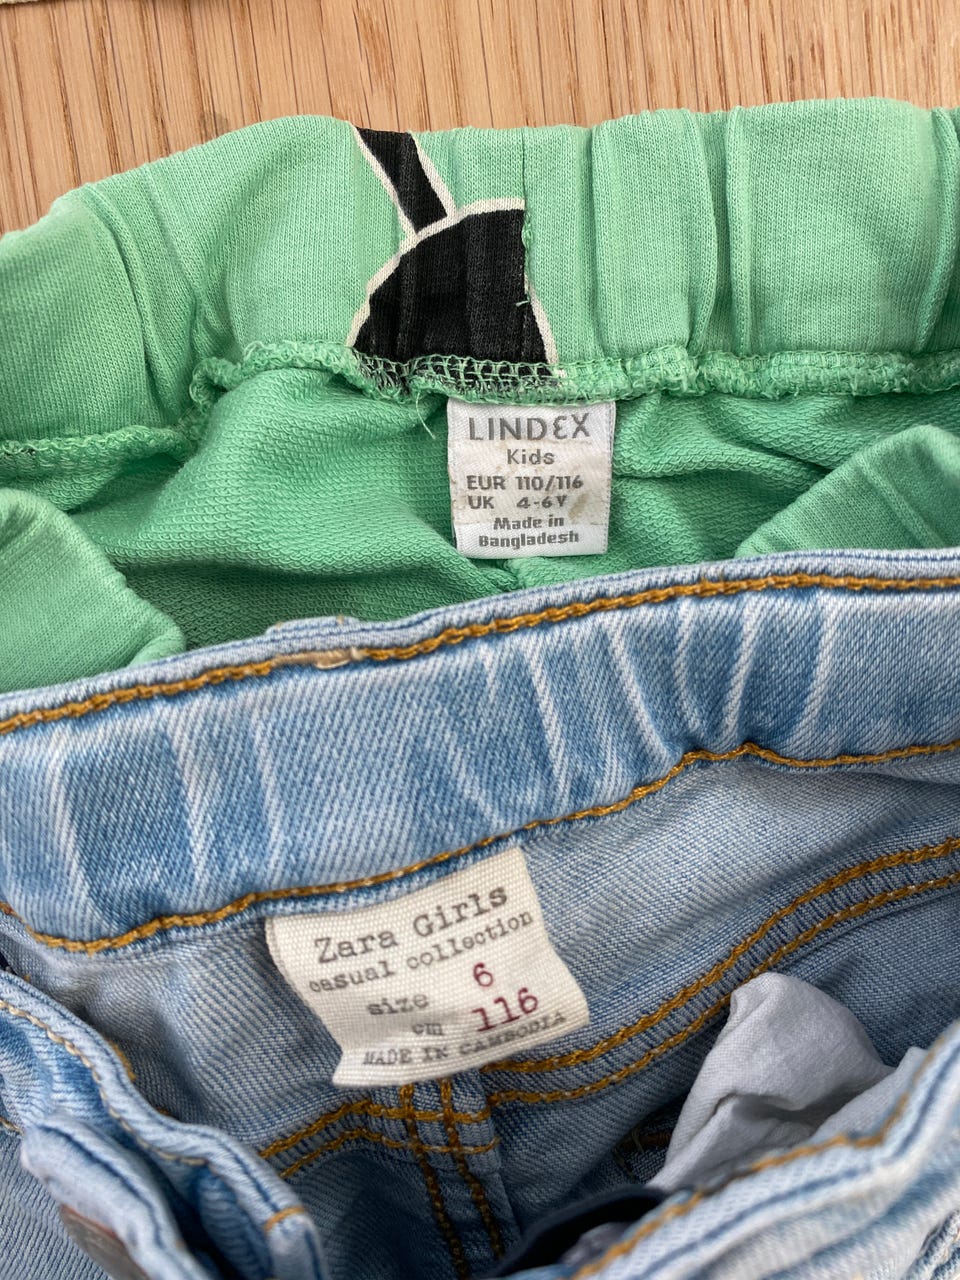 LINDEX
Kids
EUR 110/116
UK 4-6Y
Made in
Bangladesh
Zara Girls
casual collection
size 6
cm 116
MADE IN CAMBODIA